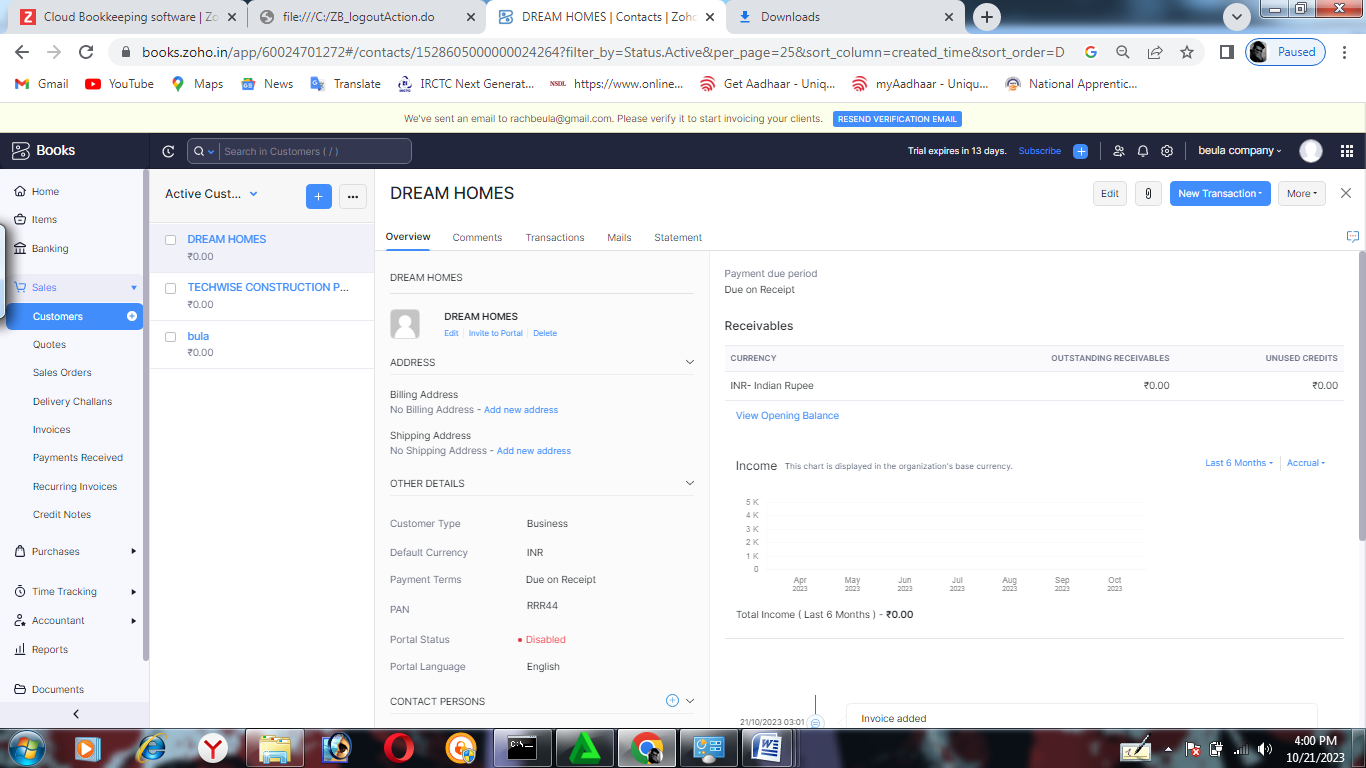 Cloud Bookkeeping software | Zo
file:///C:/ZB_logoutAction.do
DREAM HOMES | Contacts | Zoho
Downloads
books.zoho.in/app/60024701272#/contacts/1528605000000024264?filter_by=Status.Active&per_page=25&sort_column=created_time&sort_order=D
Paused
Gmail
YouTube
Maps
News
Translate
IRCTC Next Generat...
NSDL
https://www.online...
Get Aadhaar - Uniq...
myAadhaar - Uniqu...
National Apprentic...
We've sent an email to rachbeula@gmail.com. Please verify it to start invoicing your clients.
RESEND VERIFICATION EMAIL
Books
Search in Customers ( / )
Trial expires in 13 days.
Subscribe
beula company
Home
Items
Banking
Sales
Customers
Quotes
Sales Orders
Delivery Challans
Invoices
Payments Received
Recurring Invoices
Credit Notes
Purchases
Time Tracking
Accountant
Reports
Documents
Active Cust...
DREAM HOMES
₹0.00
TECHWISE CONSTRUCTION P...
₹0.00
bula
₹0.00
DREAM HOMES
Edit
New Transaction
More
Overview
Comments
Transactions
Mails
Statement
DREAM HOMES
DREAM HOMES
Edit | Invite to Portal | Delete
ADDRESS
Billing Address
No Billing Address - Add new address
Shipping Address
No Shipping Address - Add new address
OTHER DETAILS
Customer Type Business
Default Currency INR
Payment Terms Due on Receipt
PAN RRR44
Portal Status Disabled
Portal Language English
CONTACT PERSONS
Payment due period
Due on Receipt
Receivables
CURRENCY OUTSTANDING RECEIVABLES UNUSED CREDITS
INR- Indian Rupee ₹0.00 ₹0.00
View Opening Balance
Income This chart is displayed in the organization's base currency.
Last 6 Months
Accrual
5 K
4 K
3 K
2 K
1 K
0
Apr May Jun Jul Aug Sep Oct
2023 2023 2023 2023 2023 2023 2023
Total Income ( Last 6 Months ) - ₹0.00
21/10/2023 03:01
Invoice added
4:00 PM
10/21/2023